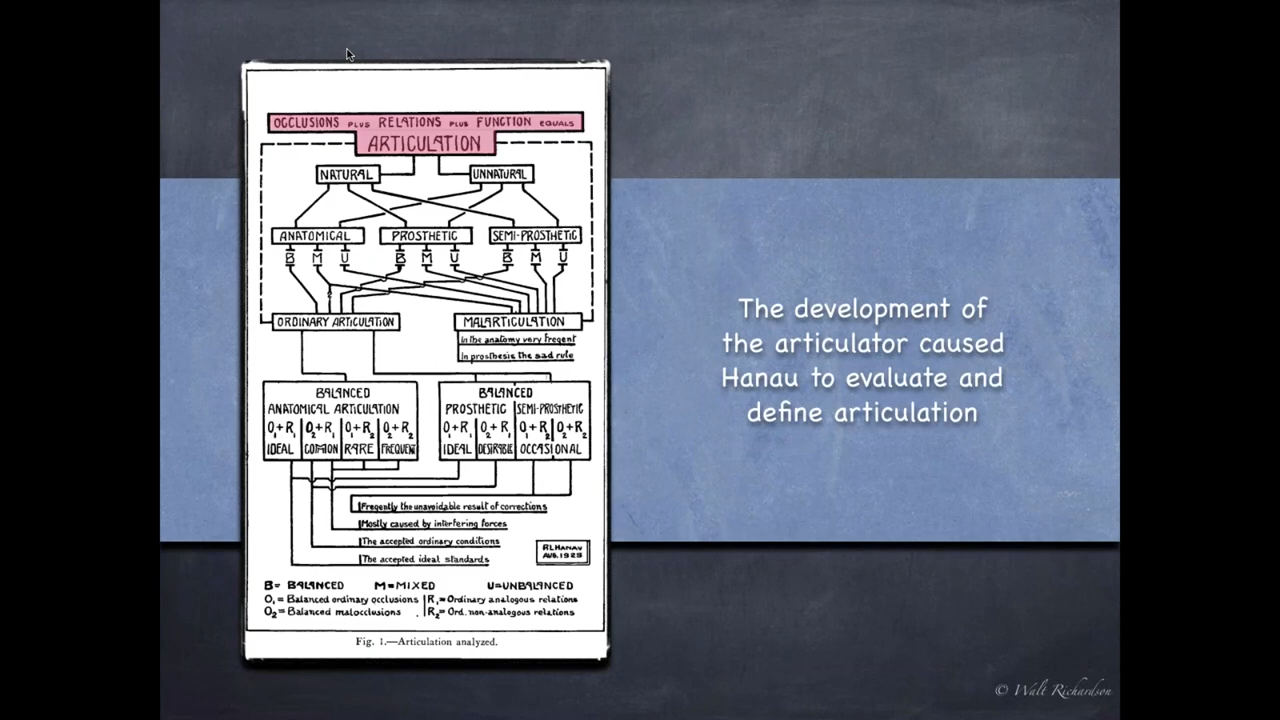 OCCLUSIONS PLUS RELATIONS PLUS FUNCTION EQUALS
ARTICULATION
NATURAL UNNATURAL
ANATOMICAL PROSTHETIC SEMI-PROSTHETIC
B M U B M U B M U
ORDINARY ARTICULATION MALARTICULATION
in the anatomy very freqent
in prosthesis the sad rule
BALANCED
ANATOMICAL ARTICULATION
O₁+R₁ O₂+R₁ O₁+R₂ O₂+R₂
IDEAL COMMON RARE FREQUENT
BALANCED
PROSTHETIC SEMI-PROSTHETIC
O₁+R₁ O₂+R₁ O₁+R₂ O₂+R₂
IDEAL DESIRABLE OCCASIONAL
Freqently the unavoidable result of corrections
Mostly caused by interfering forces
The accepted ordinary conditions
The accepted ideal standards
RLHANAU
AUG.1925
B= BALANCED M=MIXED U=UNBALANCED
O₁= Balanced ordinary occlusions R₁=Ordinary analogous relations
O₂= Balanced malocclusions R₂= Ord. non-analogous relations
Fig. 1.—Articulation analyzed.
The development of
the articulator caused
Hanau to evaluate and
define articulation
© Walt Richardson